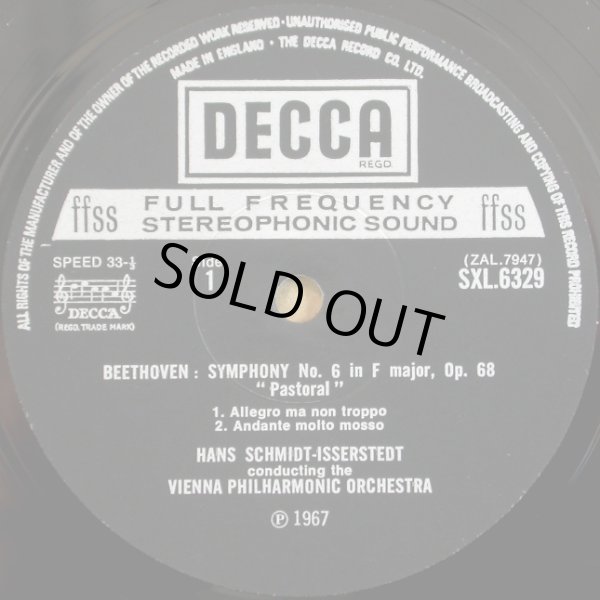 ALL RIGHTS OF THE MANUFACTURER AND OF THE OWNER OF THE RECORDED WORK RESERVED · UNAUTHORISED PUBLIC PERFORMANCE BROADCASTING AND COPYING OF THIS RECORD PROHIBITED
MADE IN ENGLAND · THE DECCA RECORD CO. LTD.
DECCA
REGD.
ffss FULL FREQUENCY STEREOPHONIC SOUND ffss
SPEED 33-⅓
Side 1
(ZAL.7947)
SXL.6329
DECCA
(REGD. TRADE MARK)
SOLD OUT
BEETHOVEN: SYMPHONY No. 6 in F major, Op. 68
"Pastoral"
1. Allegro ma non troppo
2. Andante molto mosso
HANS SCHMIDT-ISSERSTEDT
conducting the
VIENNA PHILHARMONIC ORCHESTRA
℗ 1967